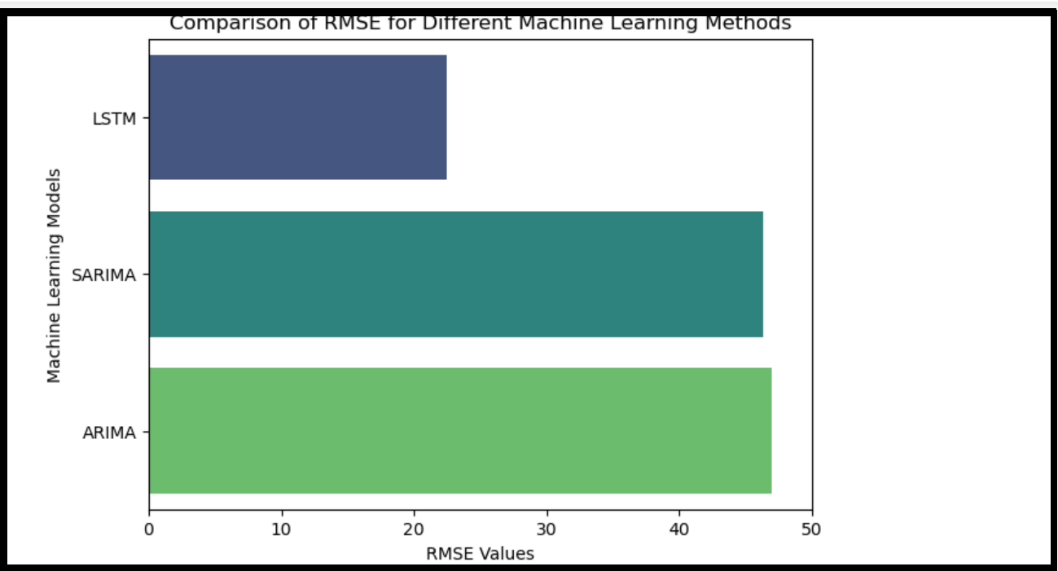 Comparison of RMSE for Different Machine Learning Methods
Machine Learning Models
LSTM
SARIMA
ARIMA
0 10 20 30 40 50
RMSE Values